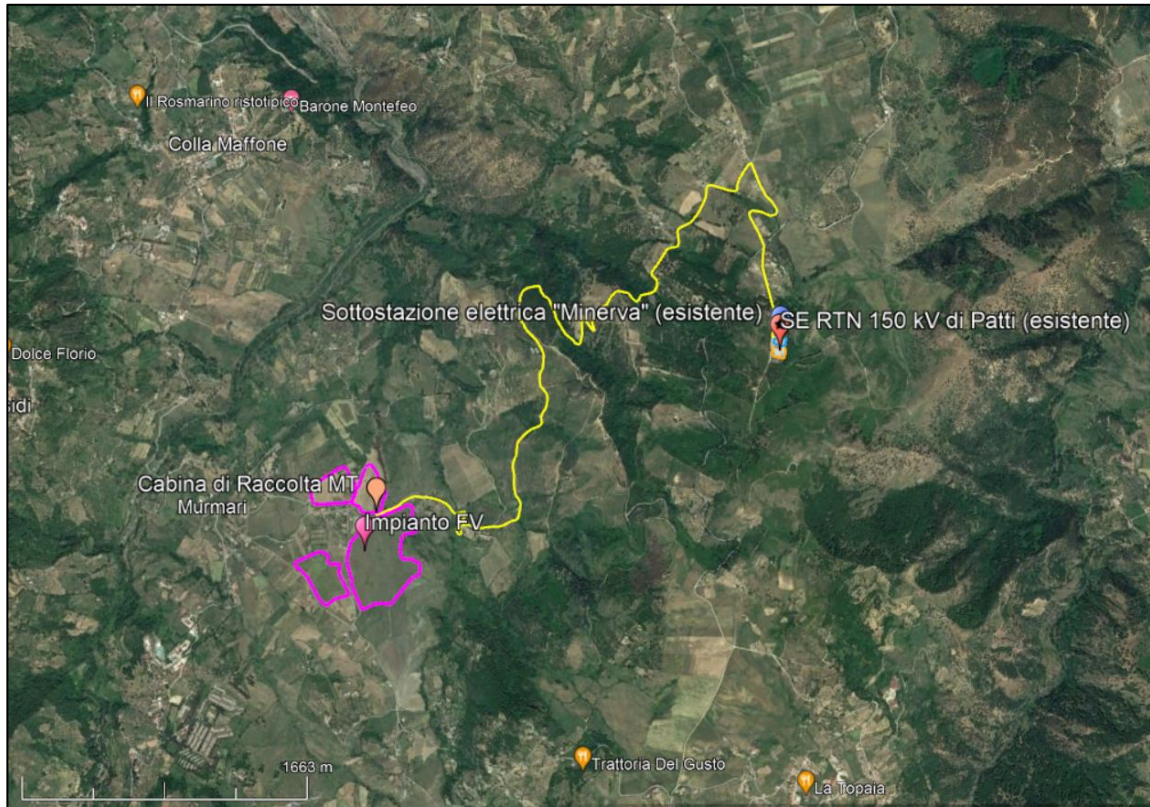 Il Rosmarino ristotipico
Barone Montefeo
Colla Maffone
Sottostazione elettrica "Minerva" (esistente)
SE RTN 150 kV di Patti (esistente)
Dolce Florio
sidi
Cabina di Raccolta MT
Murmari
Impianto FV
Trattoria Del Gusto
1663 m
La Topaia